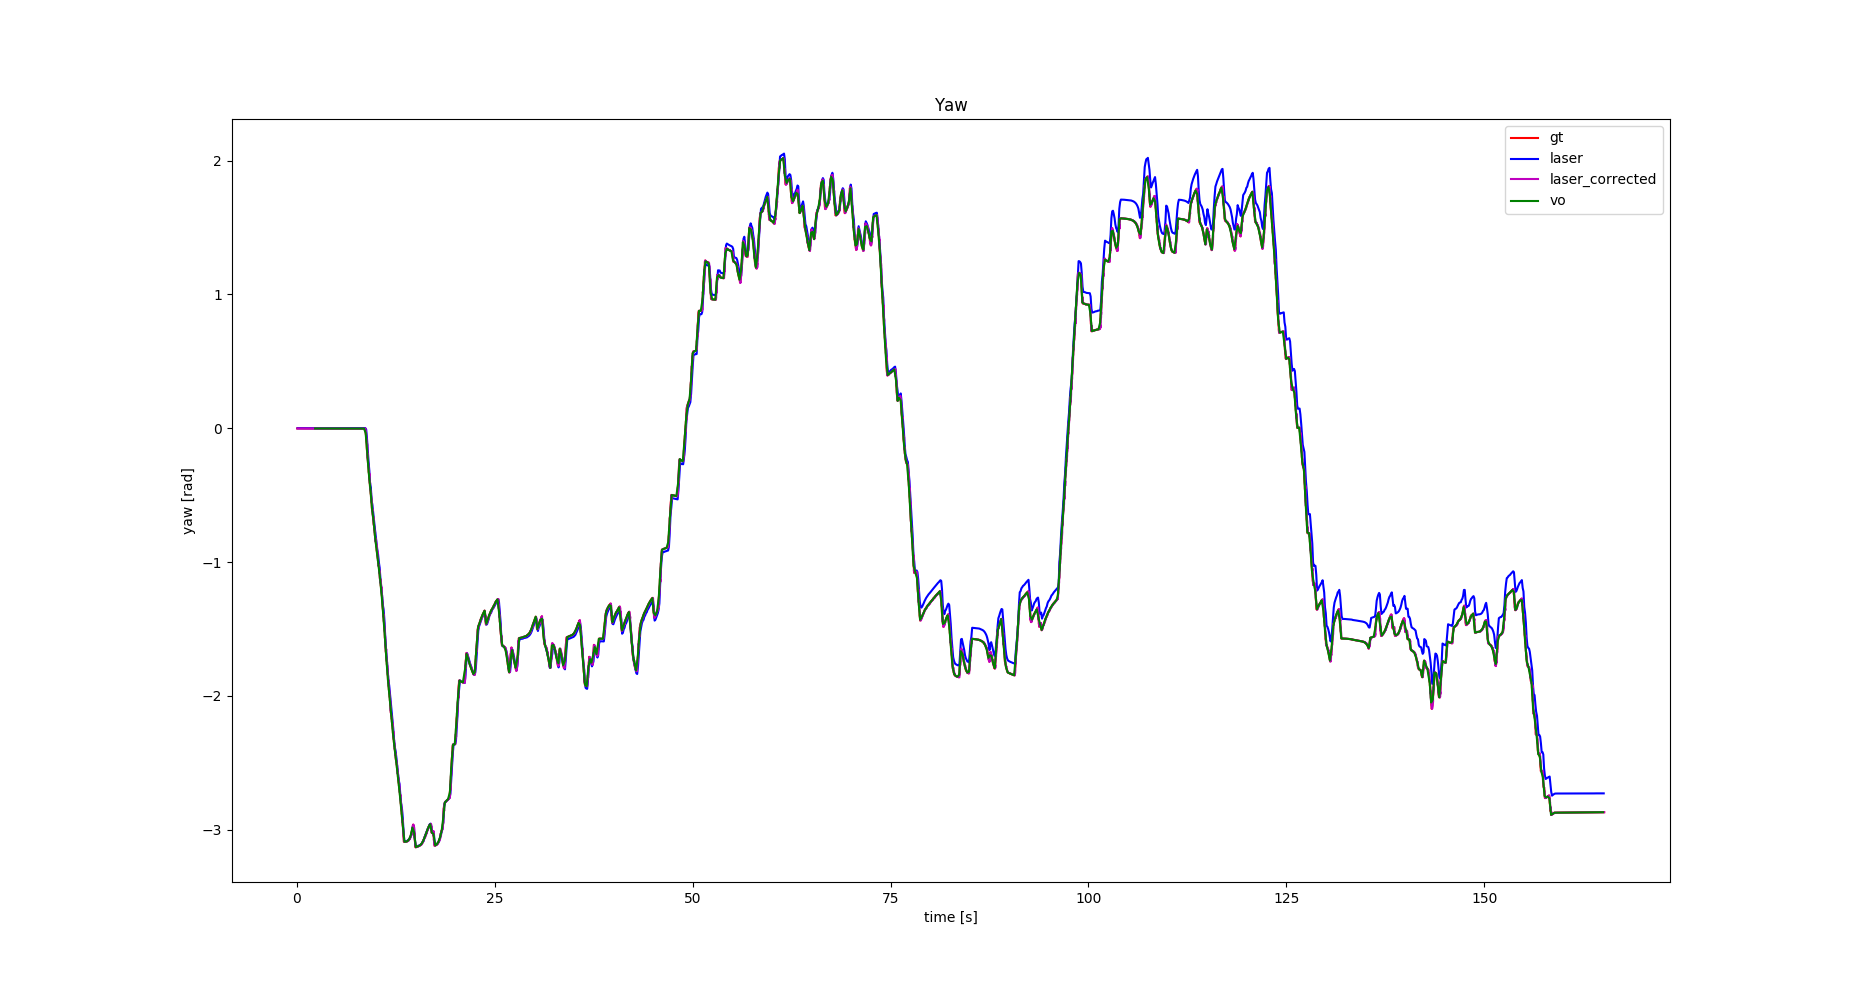 Yaw
gt
laser
laser_corrected
vo
2
1
0
−1
−2
−3
yaw [rad]
0 25 50 75 100 125 150
time [s]